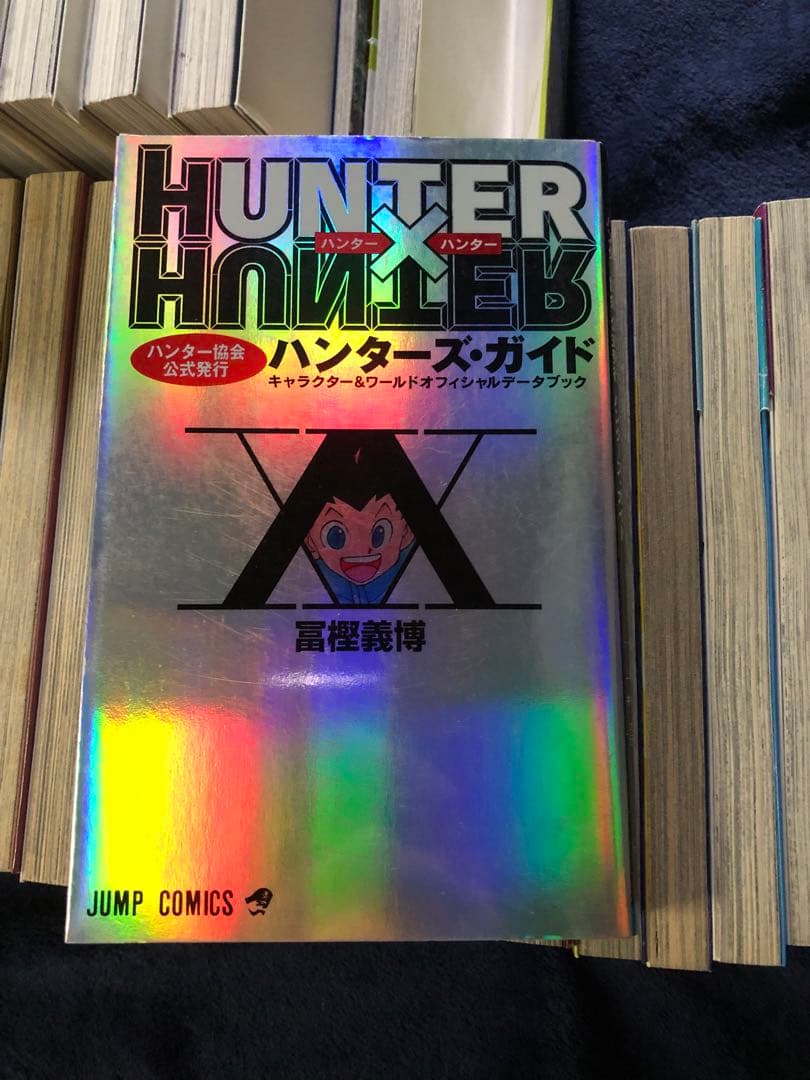 HUNTER
ハンター × ハンター
HUNTER
ハンター協会
公式発行
ハンターズ・ガイド
キャラクター&ワールドオフィシャルデータブック
冨樫義博
JUMP COMICS